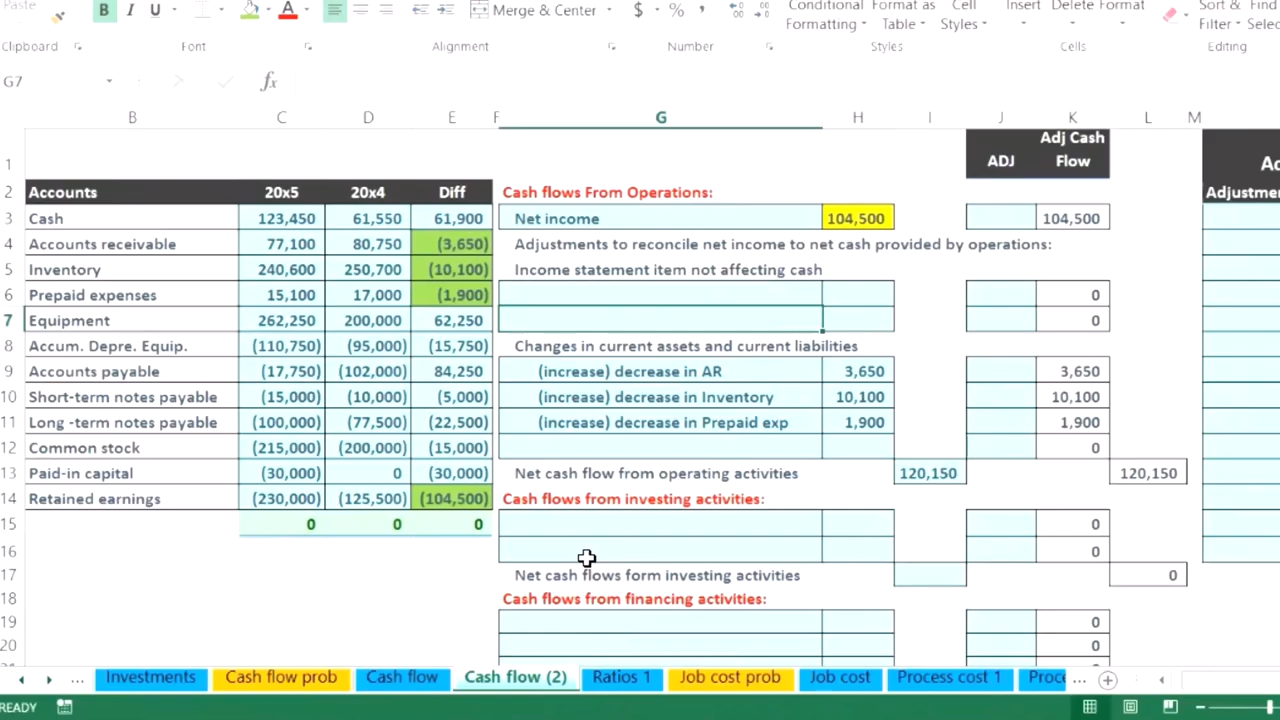 Paste B I U A Merge & Center $ % , Conditional Format as Cell Insert Delete Format Sort & Find
Formatting Table Styles Filter Selec
Clipboard Font Alignment Number Styles Cells Editing
G7 fx
B C D E F G H I J K L M
1 ADJ Adj Cash Flow
2 Accounts 20x5 20x4 Diff Cash flows From Operations: Adjustme
3 Cash 123,450 61,550 61,900 Net income 104,500 104,500
4 Accounts receivable 77,100 80,750 (3,650) Adjustments to reconcile net income to net cash provided by operations:
5 Inventory 240,600 250,700 (10,100) Income statement item not affecting cash
6 Prepaid expenses 15,100 17,000 (1,900) 0
7 Equipment 262,250 200,000 62,250 0
8 Accum. Depre. Equip. (110,750) (95,000) (15,750) Changes in current assets and current liabilities
9 Accounts payable (17,750) (102,000) 84,250 (increase) decrease in AR 3,650 3,650
10 Short-term notes payable (15,000) (10,000) (5,000) (increase) decrease in Inventory 10,100 10,100
11 Long -term notes payable (100,000) (77,500) (22,500) (increase) decrease in Prepaid exp 1,900 1,900
12 Common stock (215,000) (200,000) (15,000) 0
13 Paid-in capital (30,000) 0 (30,000) Net cash flow from operating activities 120,150 120,150
14 Retained earnings (230,000) (125,500) (104,500) Cash flows from investing activities:
15 0 0 0 0
16 0
17 Net cash flows form investing activities 0
18 Cash flows from financing activities:
19 0
20 0
... Investments Cash flow prob Cash flow Cash flow (2) Ratios 1 Job cost prob Job cost Process cost 1 Proce ...
READY